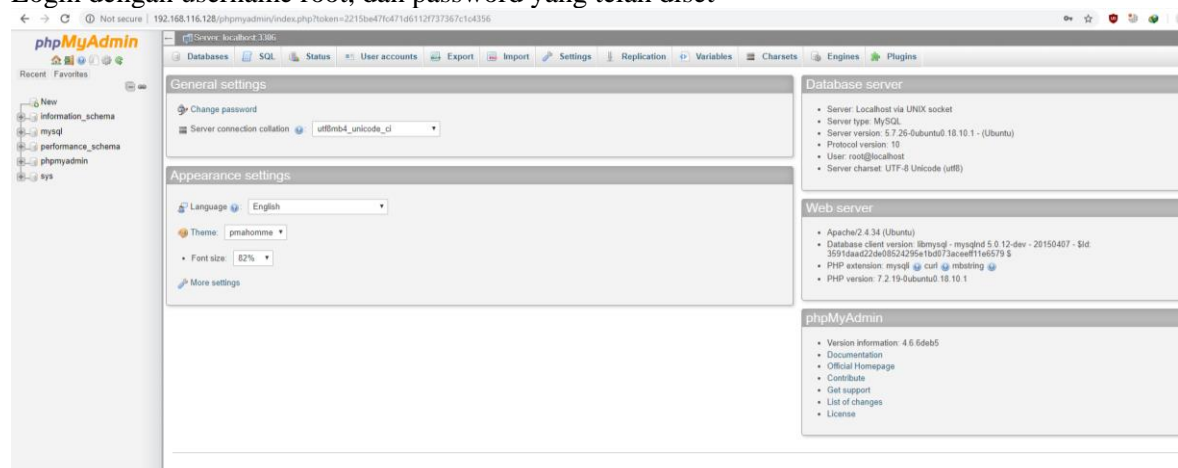 Login dengan username root, dan password yang telah diset
Not secure | 192.168.116.128/phpmyadmin/index.php?token=2215be47fc471d6112f737367c1c4356
phpMyAdmin
Recent Favorites
New
information_schema
mysql
performance_schema
phpmyadmin
sys
Server: localhost:3306
Databases SQL Status User accounts Export Import Settings Replication Variables Charsets Engines Plugins
General settings
Change password
Server connection collation utf8mb4_unicode_ci
Appearance settings
Language : English
Theme: pmahomme
• Font size: 82%
More settings
Database server
• Server: Localhost via UNIX socket
• Server type: MySQL
• Server version: 5.7.26-0ubuntu0.18.10.1 - (Ubuntu)
• Protocol version: 10
• User: root@localhost
• Server charset: UTF-8 Unicode (utf8)
Web server
• Apache/2.4.34 (Ubuntu)
• Database client version: libmysql - mysqlnd 5.0.12-dev - 20150407 - $Id:
3591daad22de08524295e1bd073aceeff11e6579 $
• PHP extension: mysqli curl mbstring
• PHP version: 7.2.19-0ubuntu0.18.10.1
phpMyAdmin
• Version information: 4.6.6deb5
• Documentation
• Official Homepage
• Contribute
• Get support
• List of changes
• License